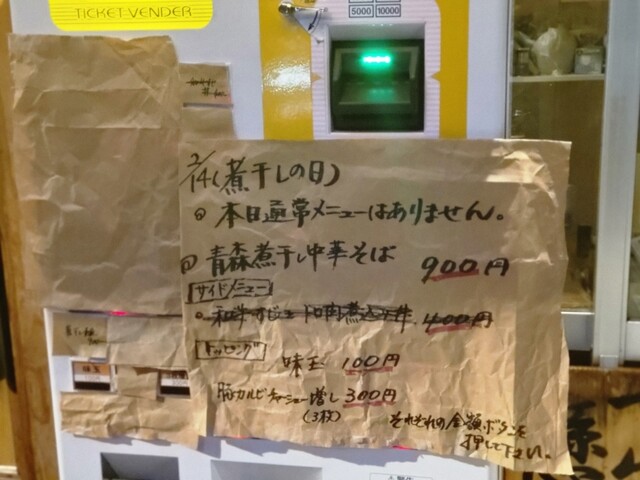 TICKET VENDER
5000 10000
2/14(煮干しの日)
◎ 本日通常メニューはありません。
青森煮干し中華そば 900円
サイドメニュー
400円
トッピング
味玉 100円
豚カルビチャーシュー増し 300円
(3枚)
それぞれの金額ボタンを
押して下さい。
味玉